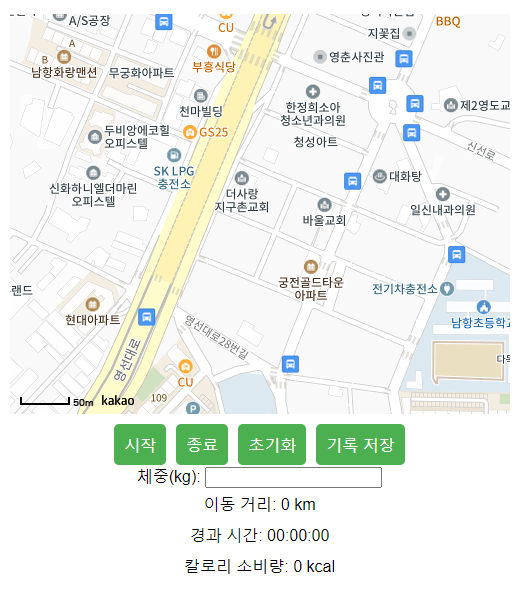 A/S공장
CU
BBQ
지꽃집
영춘사진관
A
B
남항화랑맨션
무궁화아파트
부흥식당
천마빌딩
한정희소아
청소년과의원
제2영도교
두비앙에코힐
오피스텔
GS25
청성아트
신선로
SK LPG
충전소
신화하니엘더마린
오피스텔
더사랑
지구촌교회
대화탕
바울교회
일신내과의원
궁전골드타운
아파트
전기차충전소
랜드
현대아파트
영선대로28번길
남항초등학교
영선대로
CU
다목
50m
kakao
109
P
시작
종료
초기화
기록 저장
체중(kg):
이동 거리: 0 km
경과 시간: 00:00:00
칼로리 소비량: 0 kcal